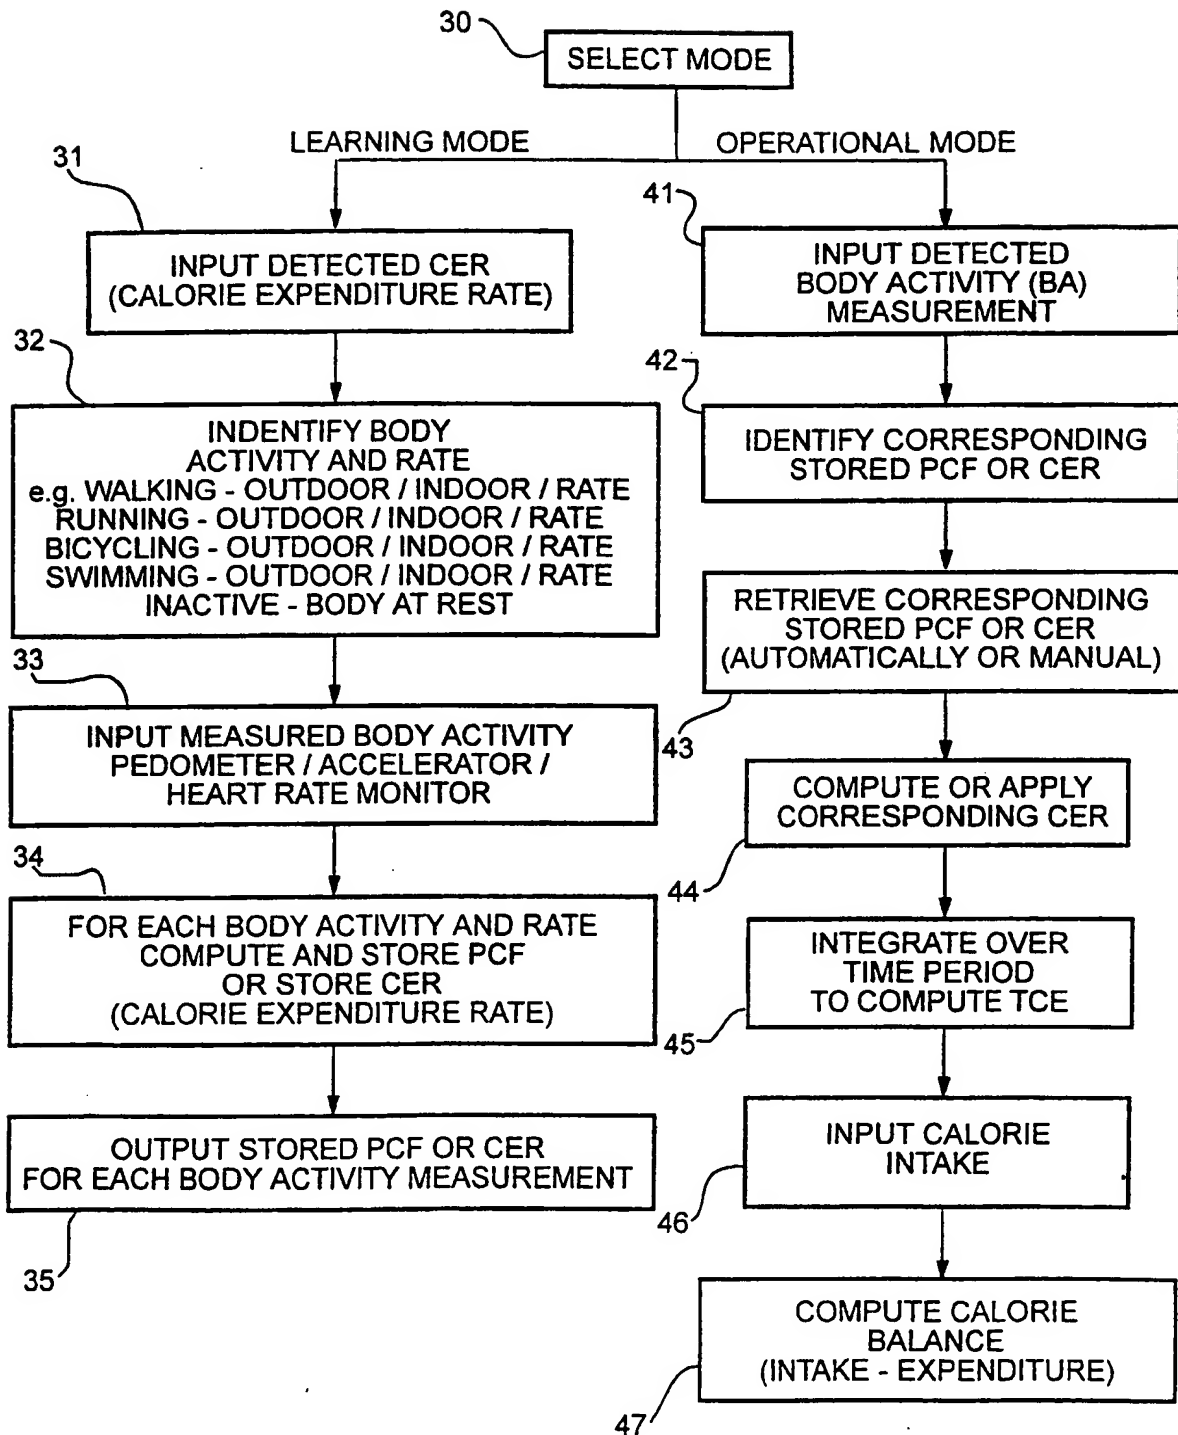 30
SELECT MODE
LEARNING MODE
OPERATIONAL MODE
31
INPUT DETECTED CER
(CALORIE EXPENDITURE RATE)
32
INDENTIFY BODY
ACTIVITY AND RATE
e.g. WALKING - OUTDOOR / INDOOR / RATE
RUNNING - OUTDOOR / INDOOR / RATE
BICYCLING - OUTDOOR / INDOOR / RATE
SWIMMING - OUTDOOR / INDOOR / RATE
INACTIVE - BODY AT REST
33
INPUT MEASURED BODY ACTIVITY
PEDOMETER / ACCELERATOR /
HEART RATE MONITOR
34
FOR EACH BODY ACTIVITY AND RATE
COMPUTE AND STORE PCF
OR STORE CER
(CALORIE EXPENDITURE RATE)
OUTPUT STORED PCF OR CER
FOR EACH BODY ACTIVITY MEASUREMENT
35
41
INPUT DETECTED
BODY ACTIVITY (BA)
MEASUREMENT
42
IDENTIFY CORRESPONDING
STORED PCF OR CER
RETRIEVE CORRESPONDING
STORED PCF OR CER
(AUTOMATICALLY OR MANUAL)
43
COMPUTE OR APPLY
CORRESPONDING CER
44
INTEGRATE OVER
TIME PERIOD
TO COMPUTE TCE
45
INPUT CALORIE
INTAKE
46
COMPUTE CALORIE
BALANCE
(INTAKE - EXPENDITURE)
47